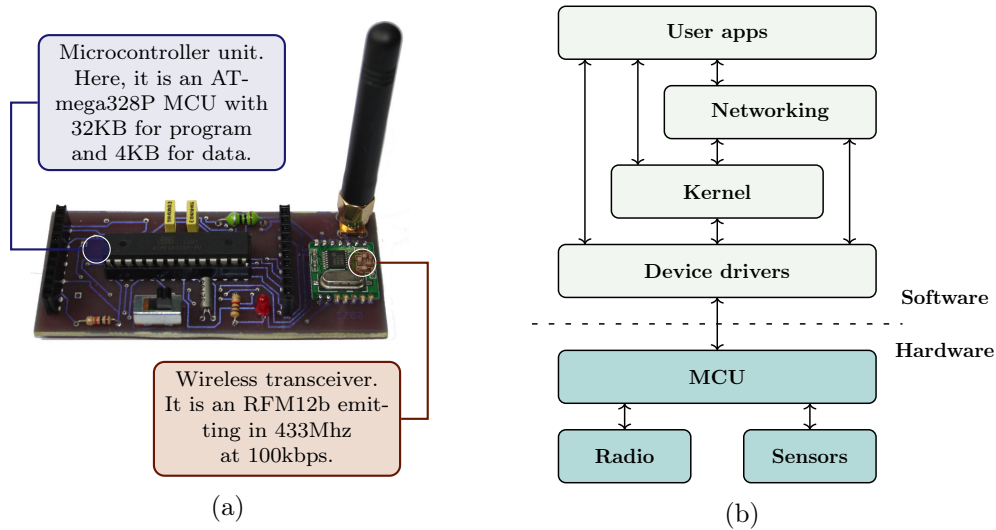 Microcontroller unit.
Here, it is an AT-
mega328P MCU with
32KB for program
and 4KB for data.
Wireless transceiver.
It is an RFM12b emit-
ting in 433Mhz
at 100kbps.
(a)
User apps
Networking
Kernel
Device drivers
Software
Hardware
MCU
Radio
Sensors
(b)